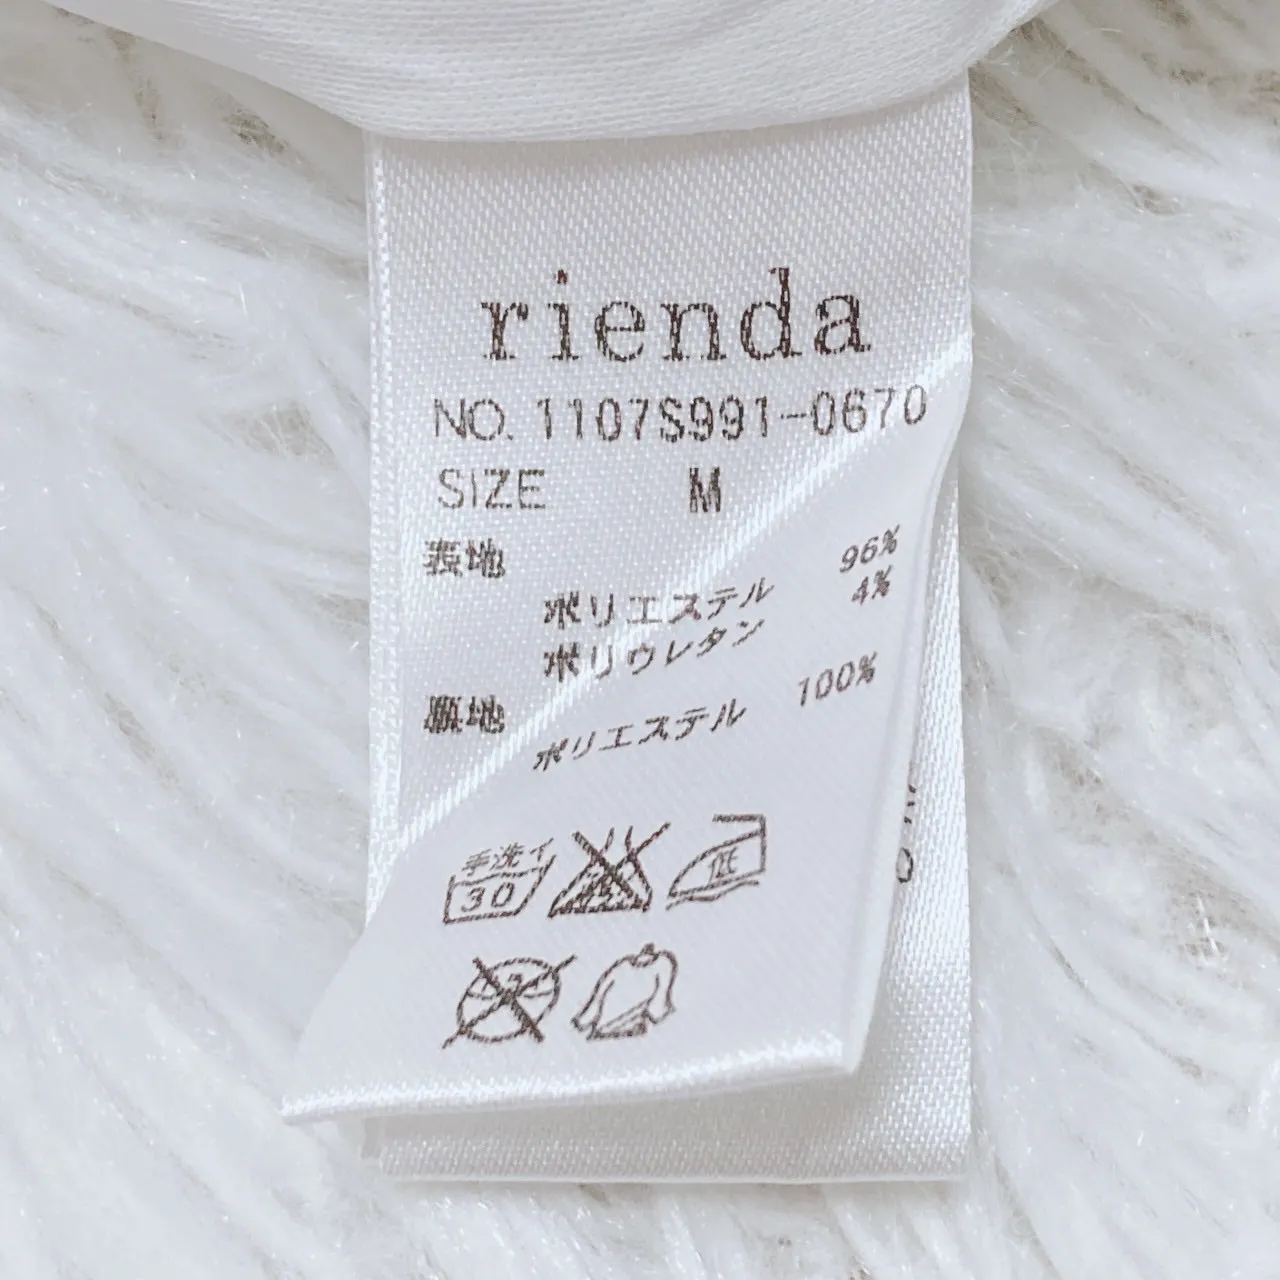 rienda
NO. 1107S991-0670
SIZE M
表地
ポリエステル 96%
ポリウレタン 4%
裏地
ポリエステル 100%
手洗イ
30
低